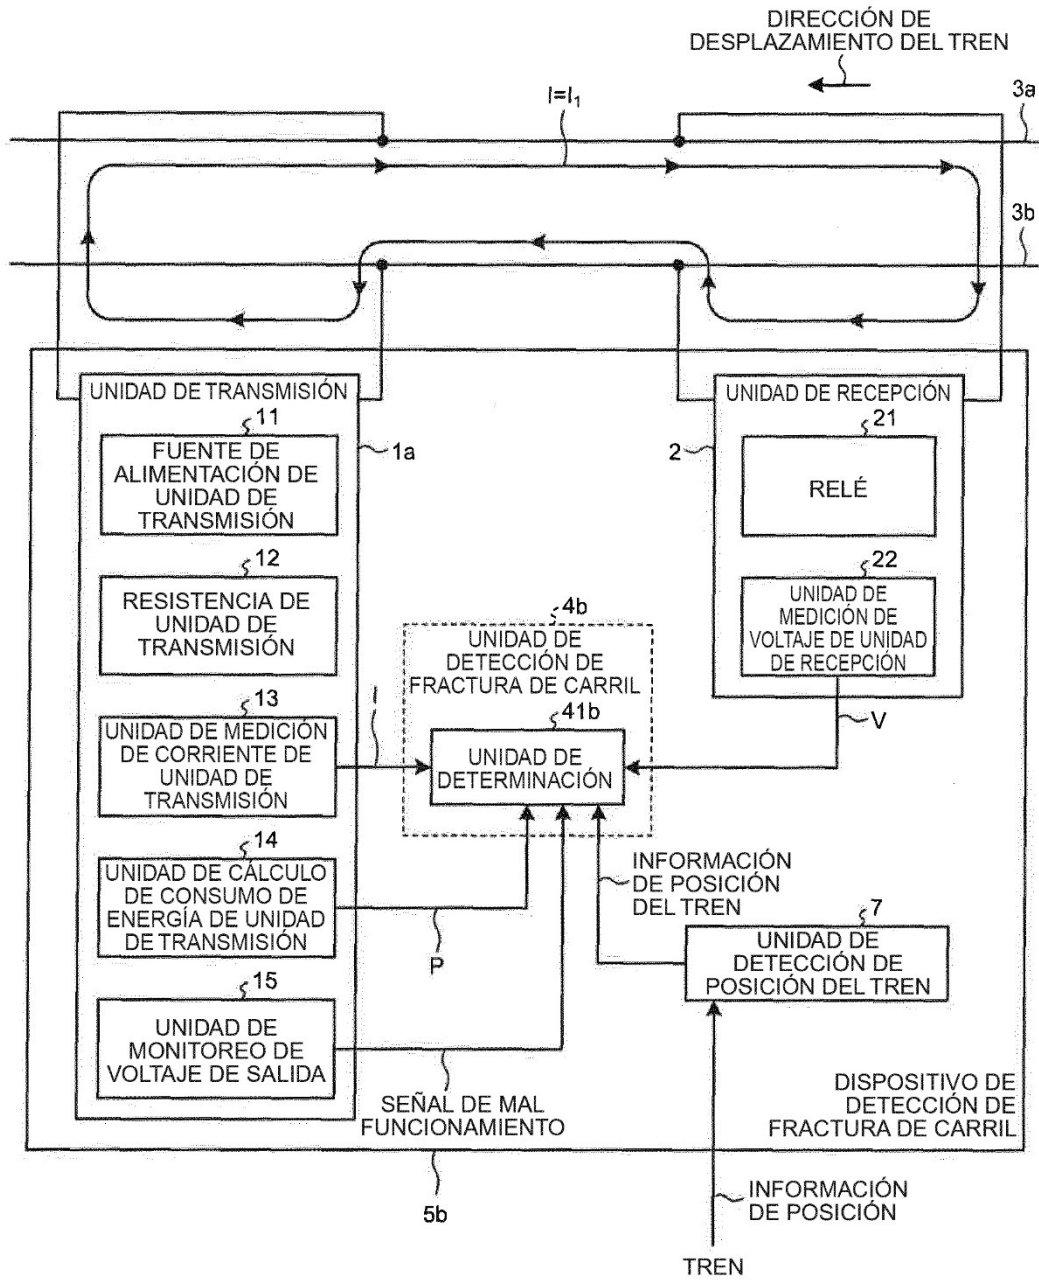 DIRECCIÓN DE
DESPLAZAMIENTO DEL TREN
I=I1
3a
3b
UNIDAD DE TRANSMISIÓN
UNIDAD DE RECEPCIÓN
11
FUENTE DE
ALIMENTACIÓN DE
UNIDAD DE
TRANSMISIÓN
1a
2
21
RELÉ
12
RESISTENCIA DE
UNIDAD DE
TRANSMISIÓN
22
UNIDAD DE
MEDICIÓN DE
VOLTAJE DE UNIDAD
DE RECEPCIÓN
4b
UNIDAD DE
DETECCIÓN DE
FRACTURA DE CARRIL
13
UNIDAD DE MEDICIÓN
DE CORRIENTE DE
UNIDAD DE
TRANSMISIÓN
I
41b
UNIDAD DE
DETERMINACIÓN
V
14
UNIDAD DE CÁLCULO
DE CONSUMO DE
ENERGÍA DE UNIDAD
DE TRANSMISIÓN
P
INFORMACIÓN
DE POSICIÓN
DEL TREN
7
UNIDAD DE
DETECCIÓN DE
POSICIÓN DEL TREN
15
UNIDAD DE
MONITOREO DE
VOLTAJE DE SALIDA
SEÑAL DE MAL
FUNCIONAMIENTO
DISPOSITIVO DE
DETECCIÓN DE
FRACTURA DE CARRIL
5b
INFORMACIÓN
DE POSICIÓN
TREN